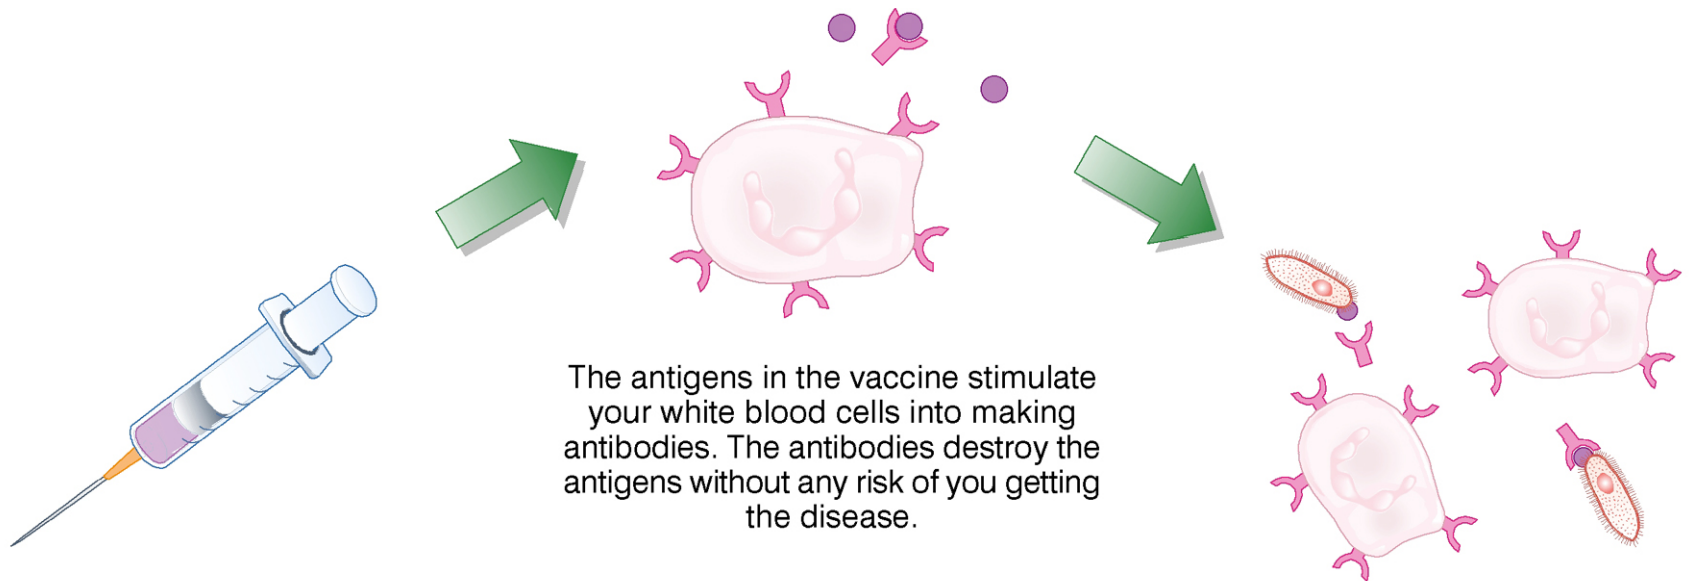 The antigens in the vaccine stimulate
your white blood cells into making
antibodies. The antibodies destroy the
antigens without any risk of you getting
the disease.